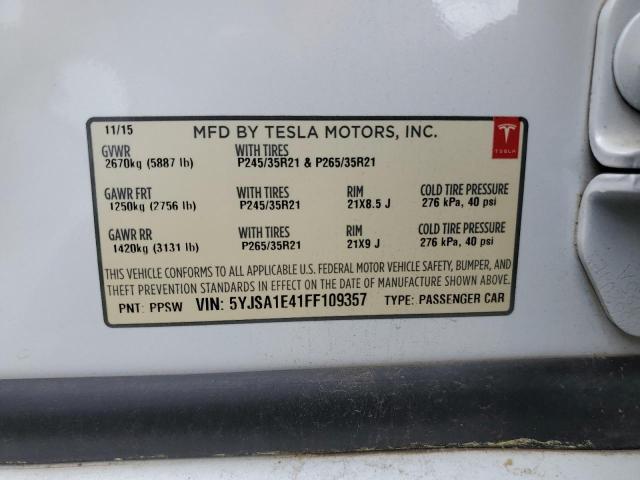 11/15 MFD BY TESLA MOTORS, INC.
GVWR WITH TIRES
2670kg (5887 lb) P245/35R21 & P265/35R21
TESLA
GAWR FRT WITH TIRES RIM COLD TIRE PRESSURE
1250kg (2756 lb) P245/35R21 21X8.5 J 276 kPa, 40 psi
GAWR RR WITH TIRES RIM COLD TIRE PRESSURE
1420kg (3131 lb) P265/35R21 21X9 J 276 kPa, 40 psi
THIS VEHICLE CONFORMS TO ALL APPLICABLE U.S. FEDERAL MOTOR VEHICLE SAFETY, BUMPER, AND
THEFT PREVENTION STANDARDS IN EFFECT ON THE DATE OF MANUFACTURE SHOWN ABOVE.
PNT: PPSW VIN: 5YJSA1E41FF109357 TYPE: PASSENGER CAR